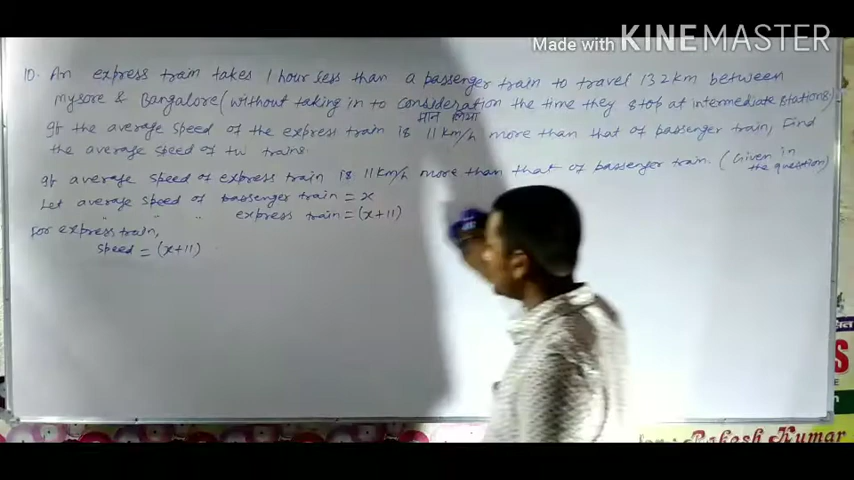 Made with KINEMASTER
10. An express train takes 1 hour less than a passenger train to travel 132 km between
Mysore & Bangalore (without taking in to consideration the time they stop at intermediate stations)
मान लिया
If the average speed of the express train is 11 km/h more than that of passenger train, Find
the average speed of tw trains.
If average speed of express train is 11 km/h more than that of passenger train. (Given in the question)
Let average speed of passenger train = x
" " " express train = (x+11)
For express train,
speed = (x+11)
Rakesh Kumar